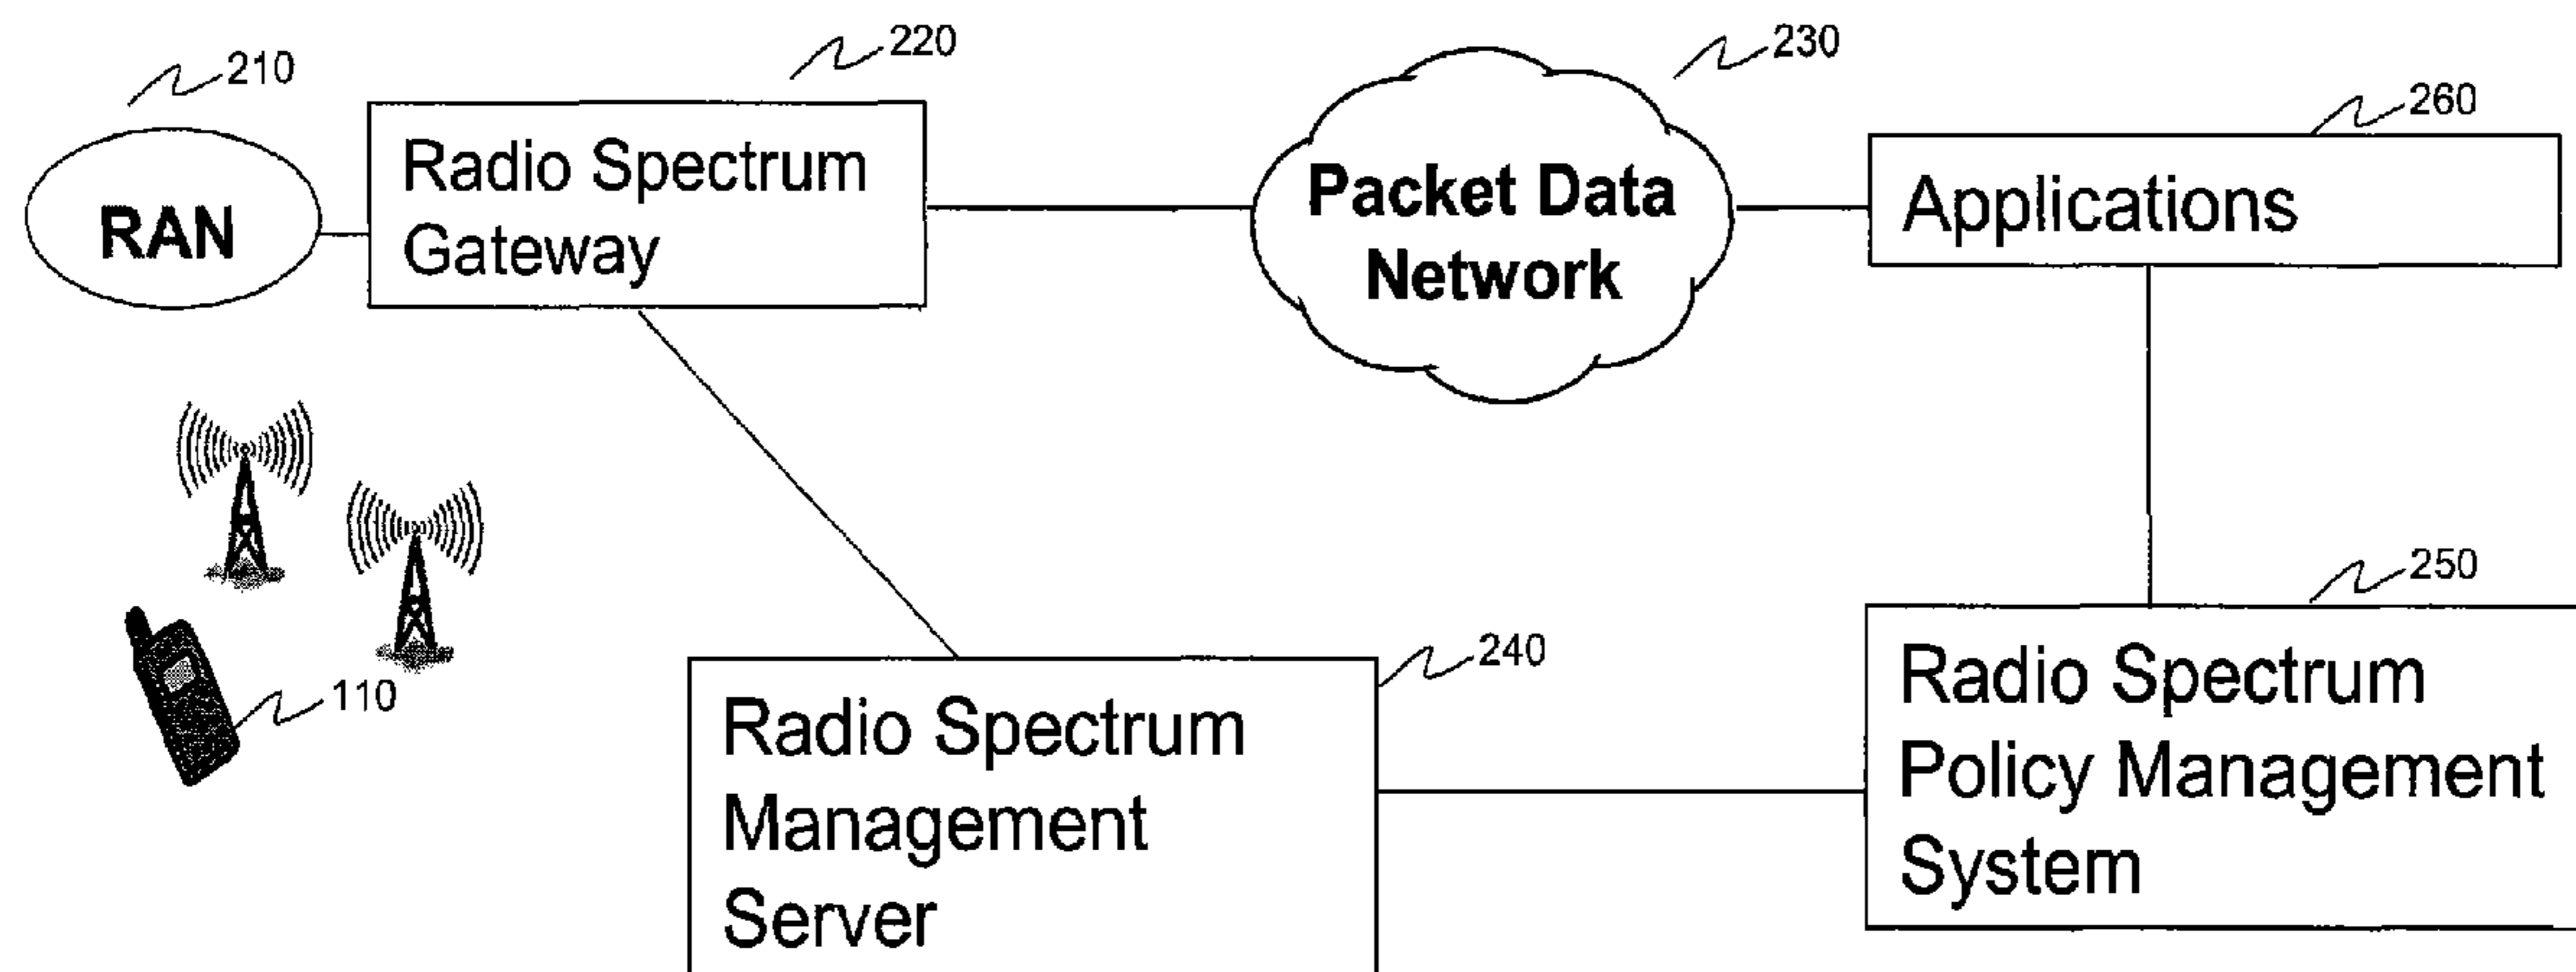 210
220
230
260
RAN
Radio Spectrum
Gateway
Packet Data
Network
Applications
110
240
Radio Spectrum
Management
Server
250
Radio Spectrum
Policy Management
System